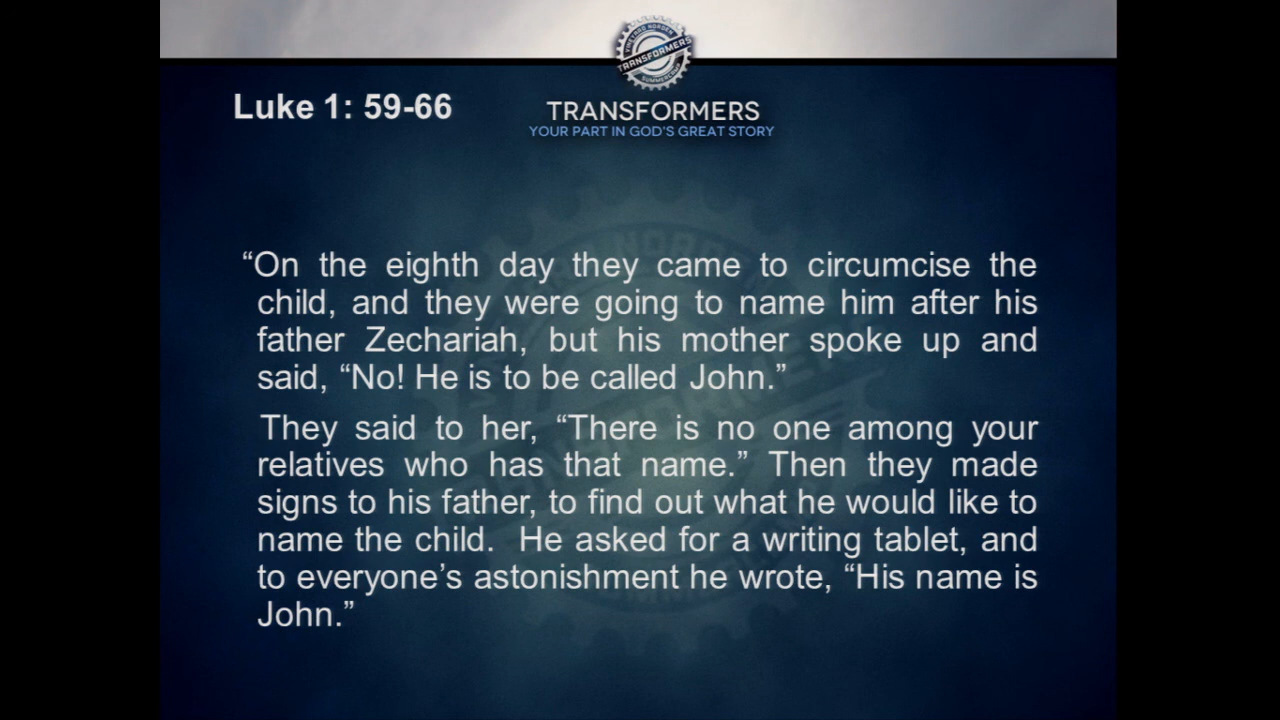 VINEYARD NORDEN
TRANSFORMERS
SUMMERCAMP
Luke 1: 59-66
TRANSFORMERS
YOUR PART IN GOD'S GREAT STORY
“On the eighth day they came to circumcise the
child, and they were going to name him after his
father Zechariah, but his mother spoke up and
said, “No! He is to be called John.”
They said to her, “There is no one among your
relatives who has that name.” Then they made
signs to his father, to find out what he would like to
name the child.  He asked for a writing tablet, and
to everyone’s astonishment he wrote, “His name is
John.”